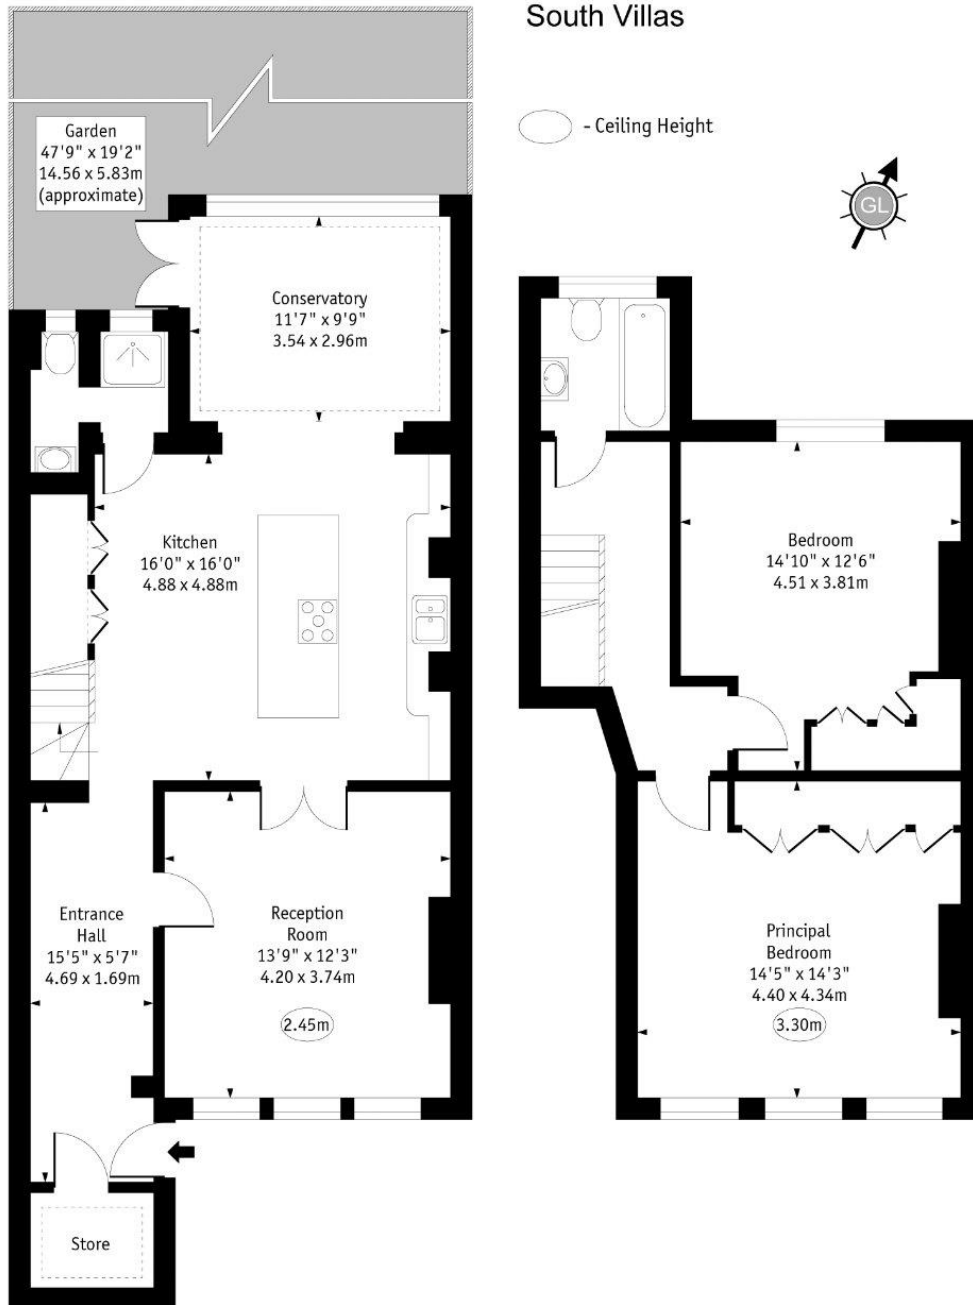 South Villas
- Ceiling Height
GL
Garden
47'9" x 19'2"
14.56 x 5.83m
(approximate)
Conservatory
11'7" x 9'9"
3.54 x 2.96m
Kitchen
16'0" x 16'0"
4.88 x 4.88m
Entrance
Hall
15'5" x 5'7"
4.69 x 1.69m
Reception
Room
13'9" x 12'3"
4.20 x 3.74m
2.45m
Store
Bedroom
14'10" x 12'6"
4.51 x 3.81m
Principal
Bedroom
14'5" x 14'3"
4.40 x 4.34m
3.30m